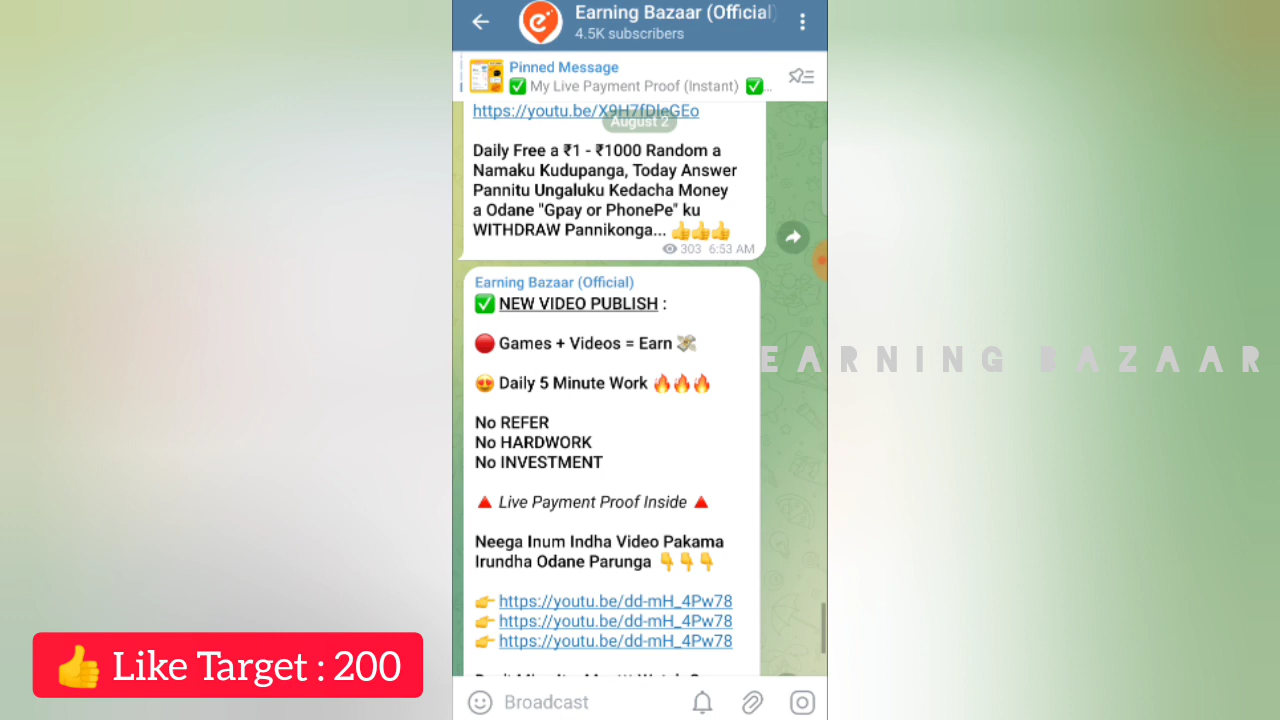 Earning Bazaar (Official)
4.5K subscribers
Pinned Message
✅ My Live Payment Proof (Instant) ✅...
https://youtu.be/X9H7fDleGEo
August 2
Daily Free a ₹1 - ₹1000 Random a
Namaku Kudupanga, Today Answer
Pannitu Ungaluku Kedacha Money
a Odane "Gpay or PhonePe" ku
WITHDRAW Pannikonga... 👍👍👍
303 6:53 AM
Earning Bazaar (Official)
✅ NEW VIDEO PUBLISH :
🔴 Games + Videos = Earn 💸
😍 Daily 5 Minute Work 🔥🔥🔥
No REFER
No HARDWORK
No INVESTMENT
🔺 Live Payment Proof Inside 🔺
Neega Inum Indha Video Pakama
Irundha Odane Parunga 👇👇👇
👉 https://youtu.be/dd-mH_4Pw78
👉 https://youtu.be/dd-mH_4Pw78
👉 https://youtu.be/dd-mH_4Pw78
Broadcast
EARNING BAZAAR
👍 Like Target : 200